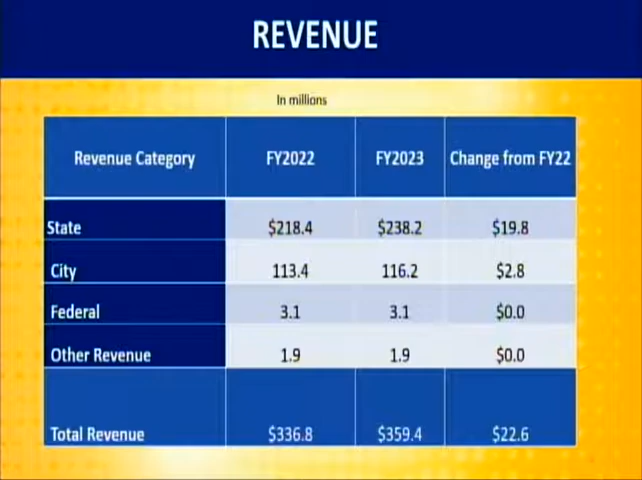 REVENUE
In millions
Revenue Category FY2022 FY2023 Change from FY22
State $218.4 $238.2 $19.8
City 113.4 116.2 $2.8
Federal 3.1 3.1 $0.0
Other Revenue 1.9 1.9 $0.0
Total Revenue $336.8 $359.4 $22.6